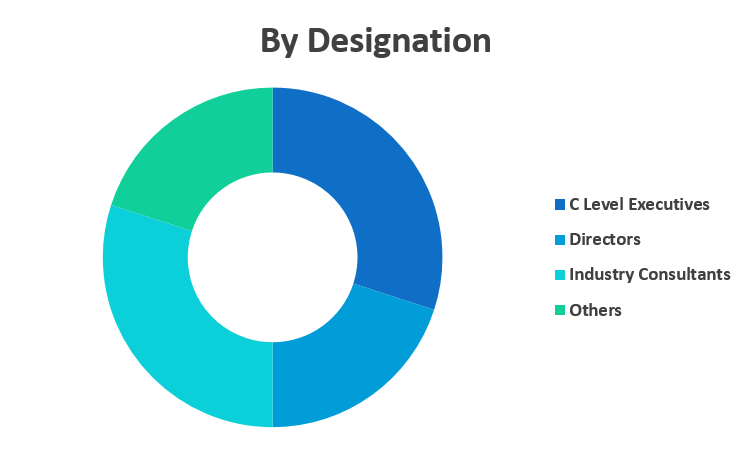 By Designation
C Level Executives
Directors
Industry Consultants
Others